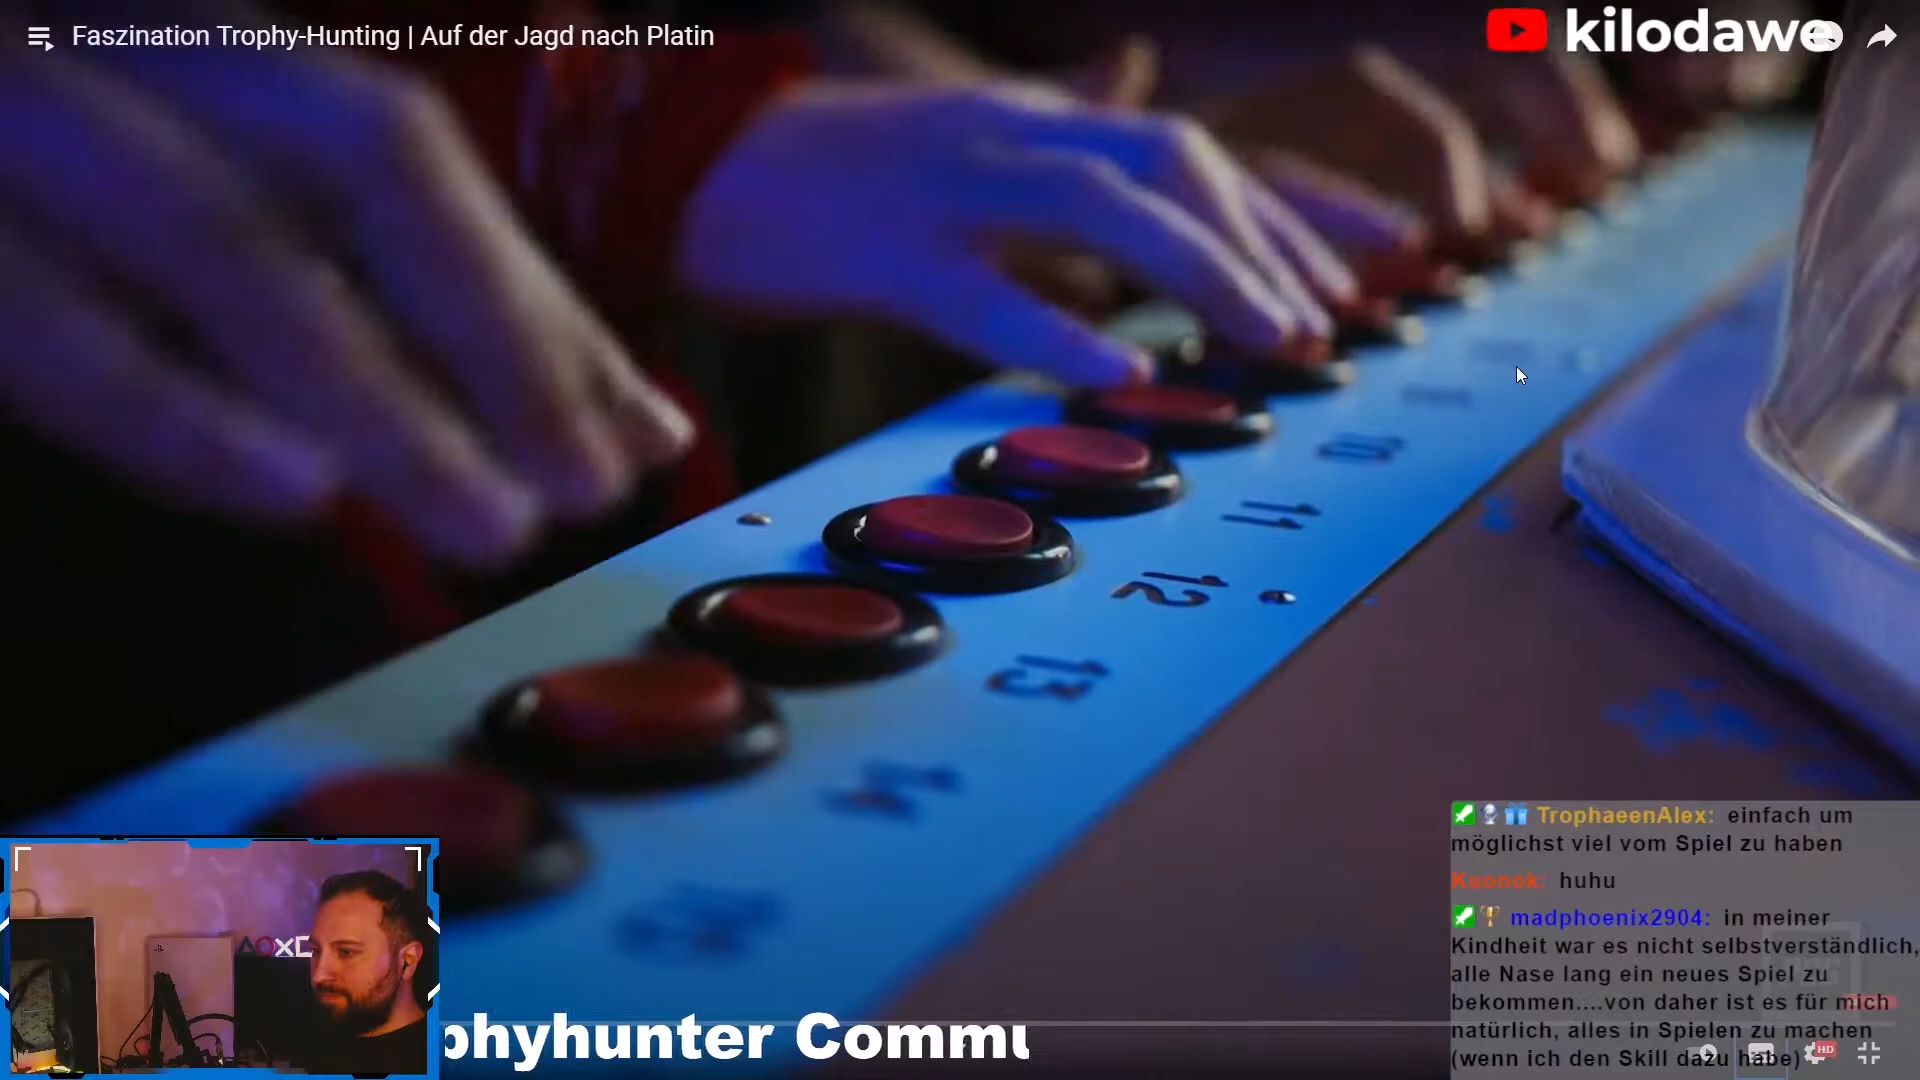 Faszination Trophy-Hunting | Auf der Jagd nach Platin
kilodawe
10
11
12
13
14
TrophaeenAlex: einfach um
möglichst viel vom Spiel zu haben
Kuonok: huhu
madphoenix2904: in meiner
Kindheit war es nicht selbstverständlich,
alle Nase lang ein neues Spiel zu
bekommen....von daher ist es für mich
natürlich, alles in Spielen zu machen
(wenn ich den Skill dazu habe)
HD
phyhunter Commu